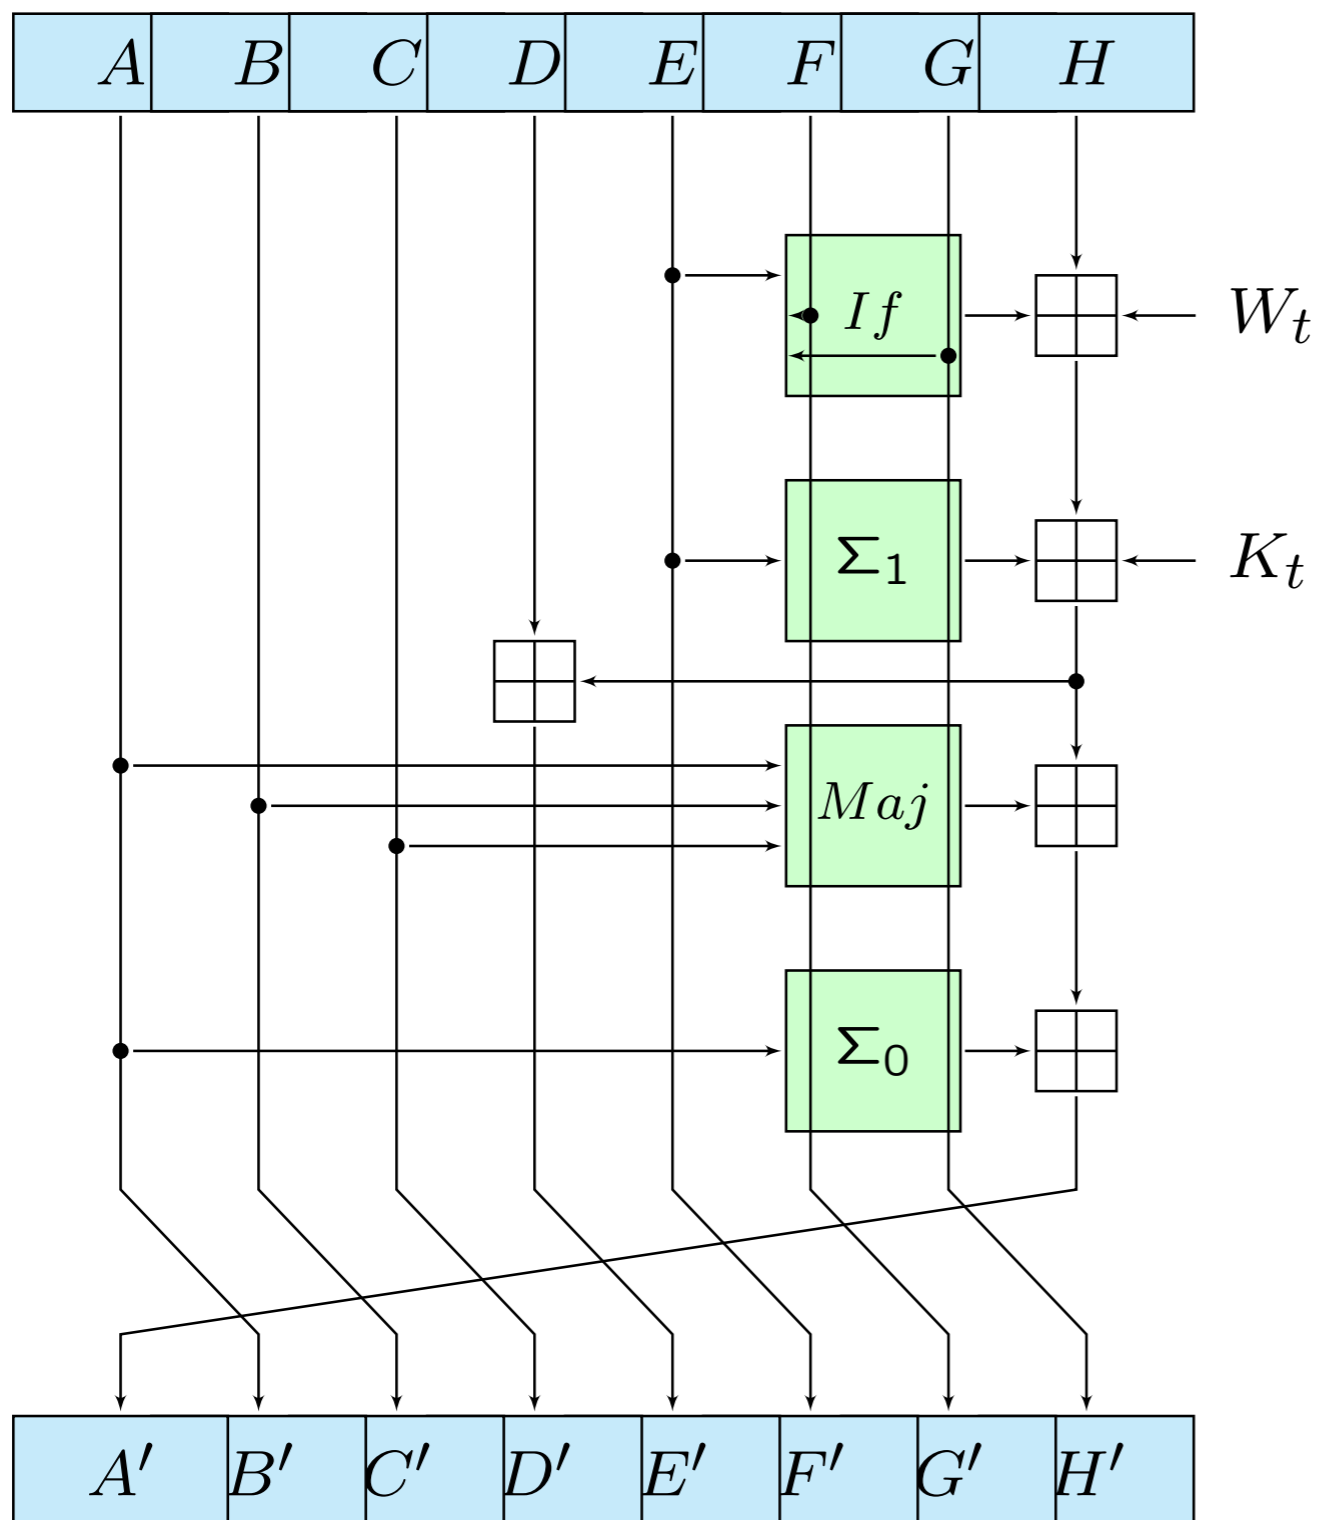 A B C D E F G H
If
W_t
Σ_1
K_t
Maj
Σ_0
A′ B′ C′ D′ E′ F′ G′ H′